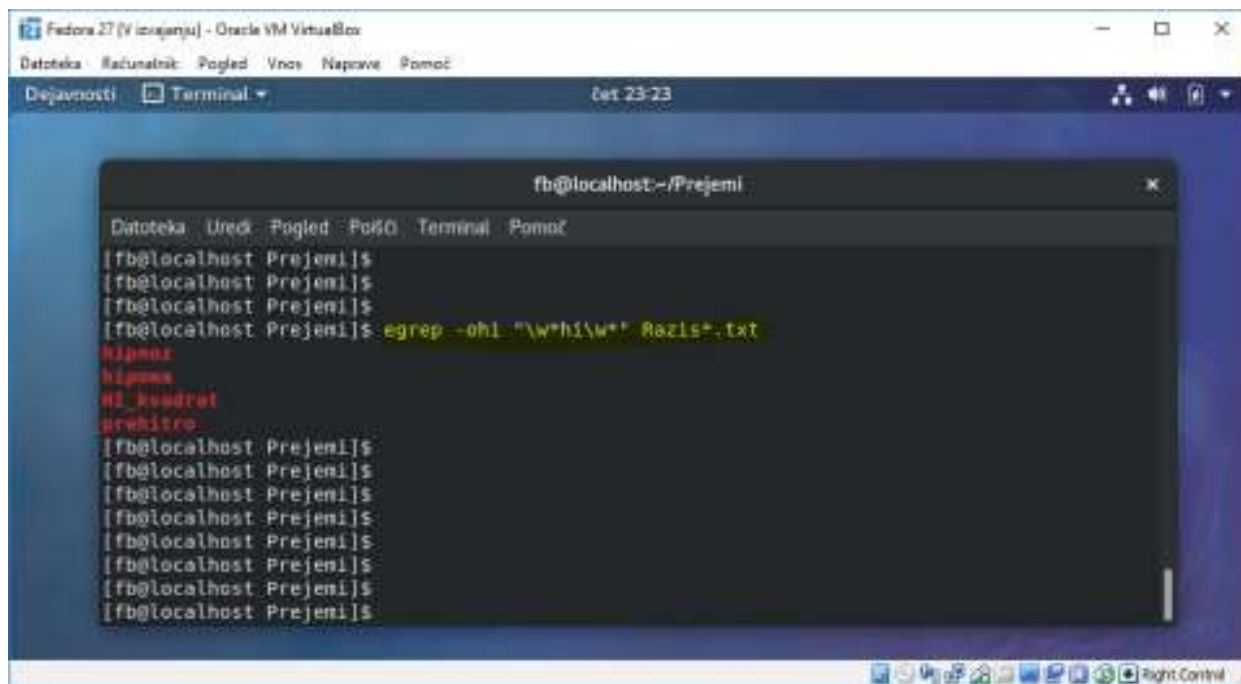 Fedora 27 (V izvajanju) - Oracle VM VirtualBox
Datoteka Računalnik Pogled Vnos Naprave Pomoč
Dejavnosti Terminal
čet 23:23
fb@localhost:~/Prejemi
Datoteka Uredi Pogled Poišči Terminal Pomoč
[fb@localhost Prejemi]$
[fb@localhost Prejemi]$
[fb@localhost Prejemi]$
[fb@localhost Prejemi]$ egrep -ohi "\w*hi\w*" Razis*.txt
hipnoz
HI_kvadrat
prehitro
[fb@localhost Prejemi]$
[fb@localhost Prejemi]$
[fb@localhost Prejemi]$
[fb@localhost Prejemi]$
[fb@localhost Prejemi]$
[fb@localhost Prejemi]$
[fb@localhost Prejemi]$
[fb@localhost Prejemi]$
Right Control